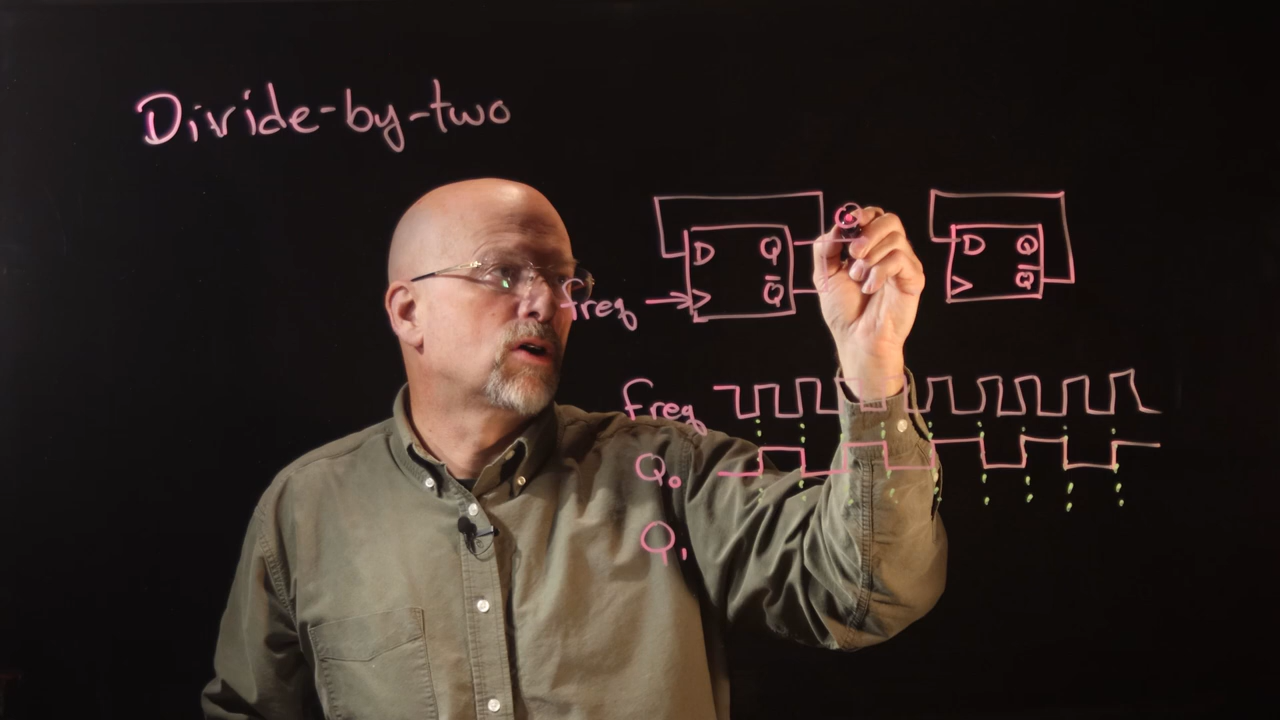 Divide-by-two
D Q
Q̅
freq
D Q
Q̅
freq
Q₀
Q₁